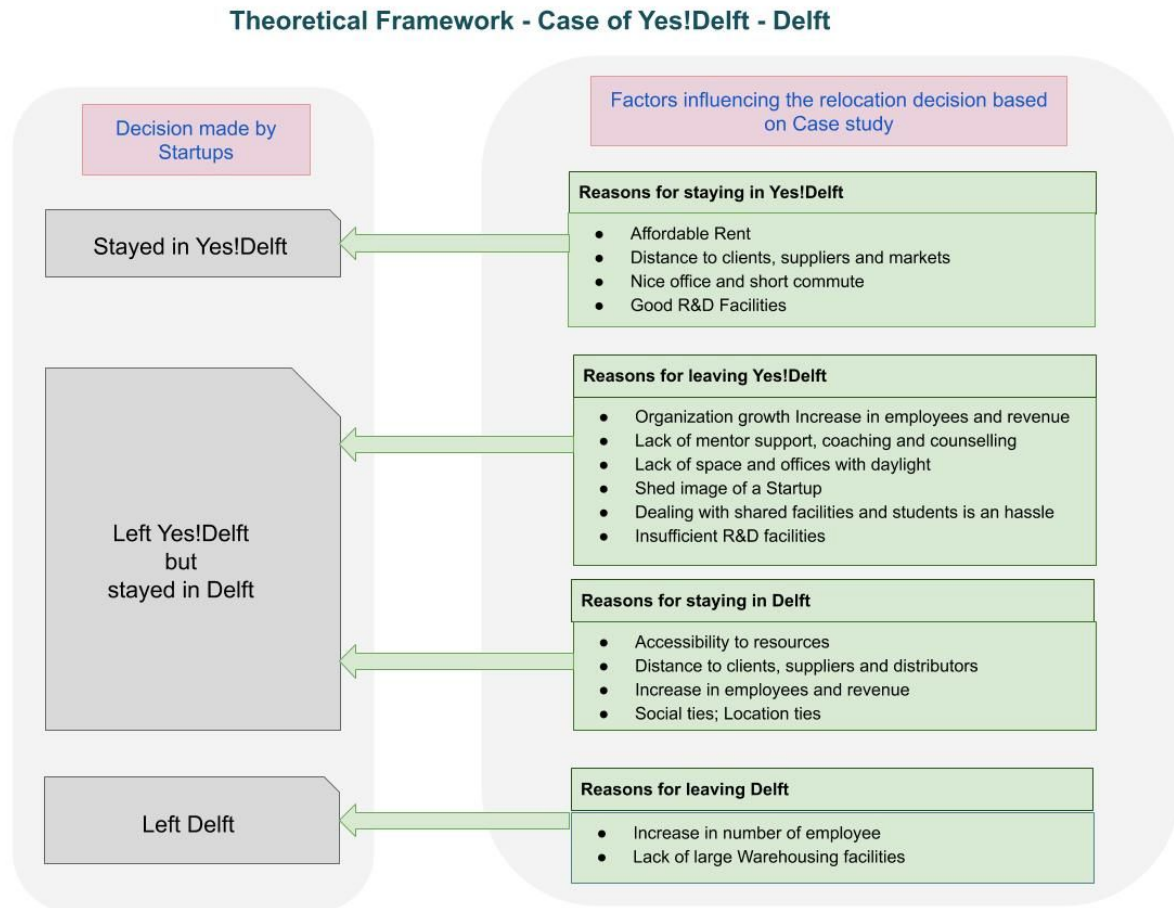 Theoretical Framework - Case of Yes!Delft - Delft
Decision made by
Startups
Factors influencing the relocation decision based
on Case study
Stayed in Yes!Delft
Reasons for staying in Yes!Delft
● Affordable Rent
● Distance to clients, suppliers and markets
● Nice office and short commute
● Good R&D Facilities
Left Yes!Delft
but
stayed in Delft
Reasons for leaving Yes!Delft
● Organization growth Increase in employees and revenue
● Lack of mentor support, coaching and counselling
● Lack of space and offices with daylight
● Shed image of a Startup
● Dealing with shared facilities and students is an hassle
● Insufficient R&D facilities
Reasons for staying in Delft
● Accessibility to resources
● Distance to clients, suppliers and distributors
● Increase in employees and revenue
● Social ties; Location ties
Left Delft
Reasons for leaving Delft
● Increase in number of employee
● Lack of large Warehousing facilities